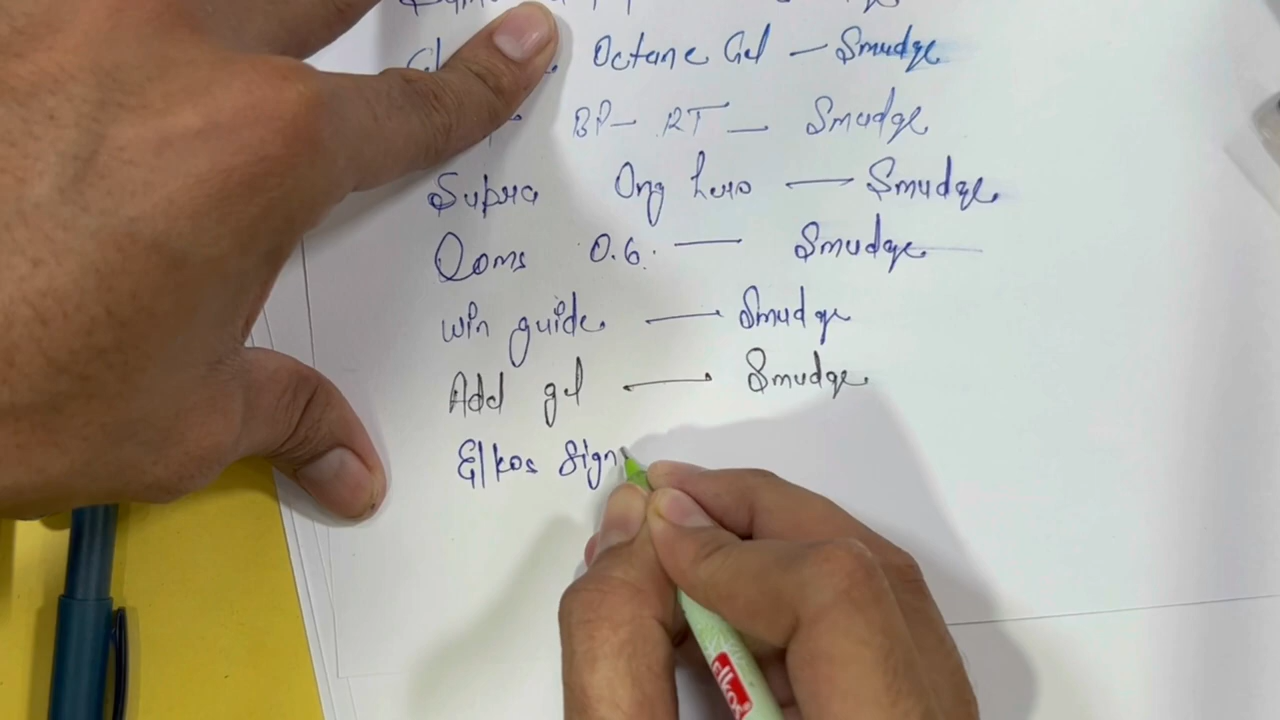 Octane Gel — Smudge
BP- RT — Smudge
Supra Ong hero — Smudge
Qoms 0.6. — Smudge
win guide — Smudge
Add gel — Smudge
Elkos Sign
Elkos